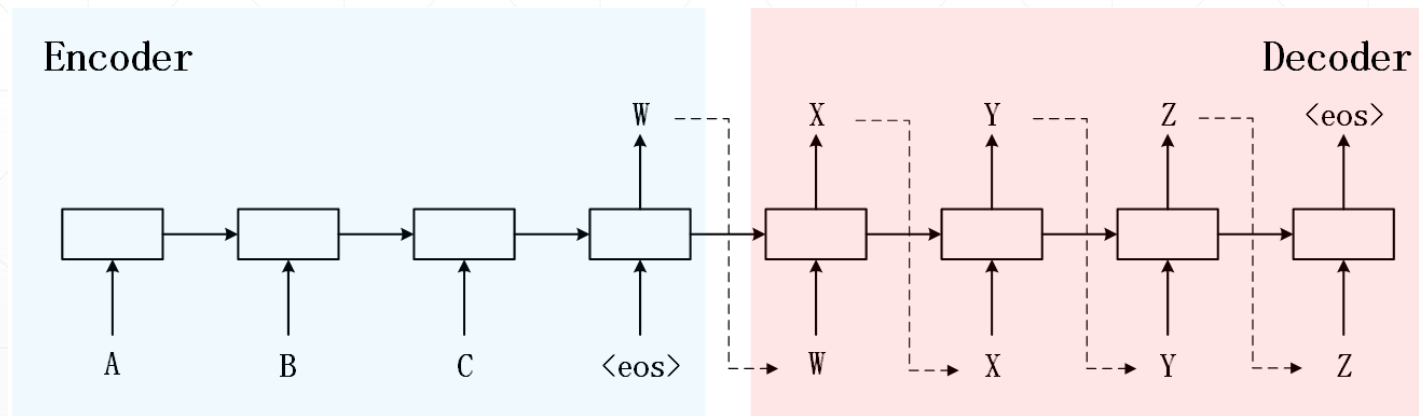 Encoder
Decoder
W X Y Z <eos>
A B C <eos> W X Y Z